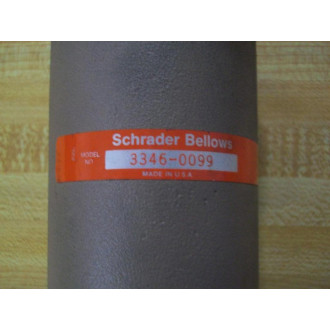 Schrader Bellows
MODEL
NO 3346-0099
MADE IN U.S.A.